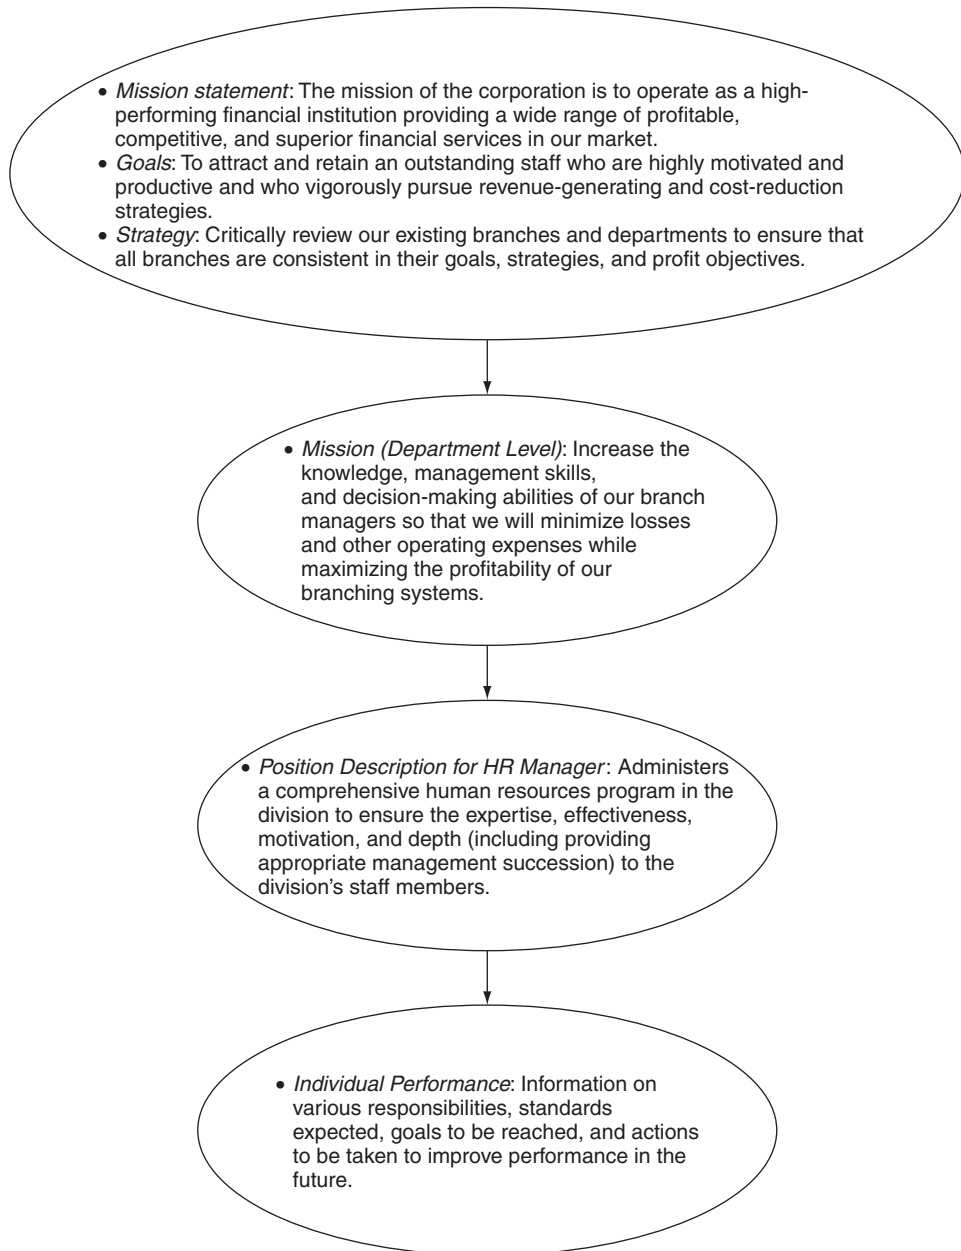 • Mission statement: The mission of the corporation is to operate as a high-
performing financial institution providing a wide range of profitable,
competitive, and superior financial services in our market.
• Goals: To attract and retain an outstanding staff who are highly motivated and
productive and who vigorously pursue revenue-generating and cost-reduction
strategies.
• Strategy: Critically review our existing branches and departments to ensure that
all branches are consistent in their goals, strategies, and profit objectives.
• Mission (Department Level): Increase the
knowledge, management skills,
and decision-making abilities of our branch
managers so that we will minimize losses
and other operating expenses while
maximizing the profitability of our
branching systems.
• Position Description for HR Manager: Administers
a comprehensive human resources program in the
division to ensure the expertise, effectiveness,
motivation, and depth (including providing
appropriate management succession) to the
division's staff members.
• Individual Performance: Information on
various responsibilities, standards
expected, goals to be reached, and actions
to be taken to improve performance in the
future.